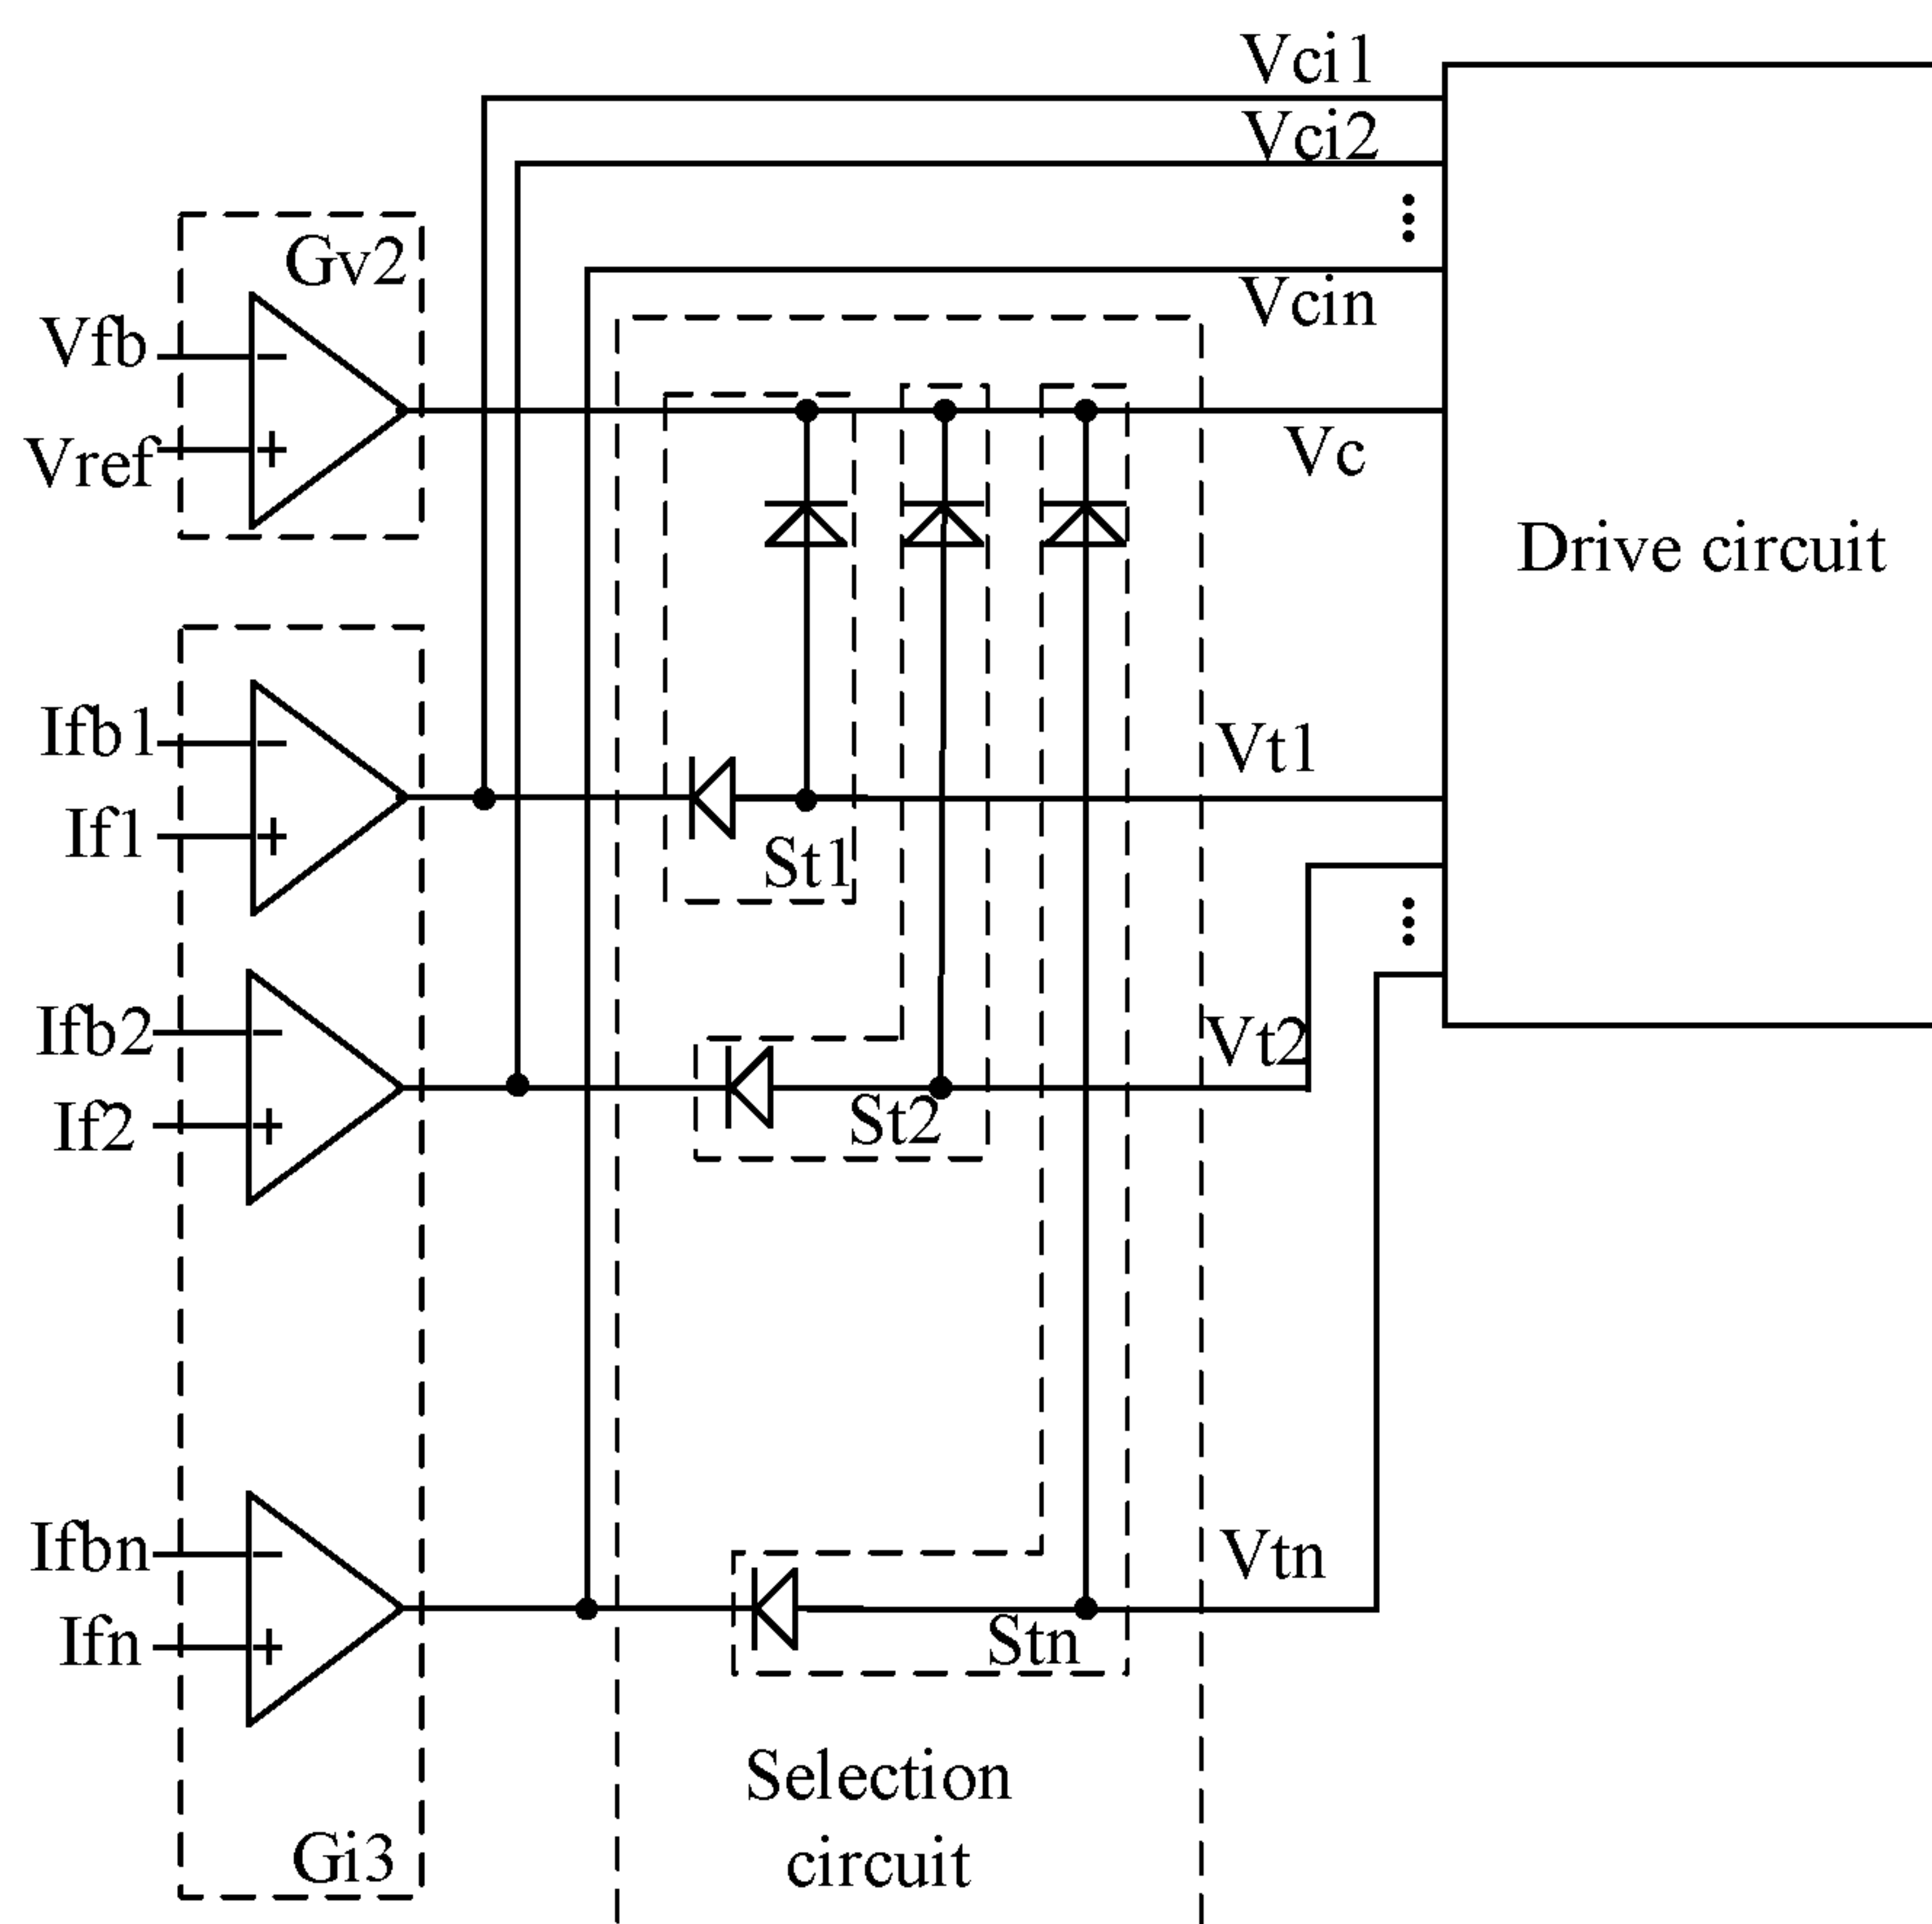 Vci1
Vci2
Vcin
Gv2
Vfb
−
Vref
+
Vc
Drive circuit
Ifb1
−
If1
+
St1
Vt1
Ifb2
−
If2
+
St2
Vt2
Ifbn
−
Ifn
+
Stn
Vtn
Selection
circuit
Gi3